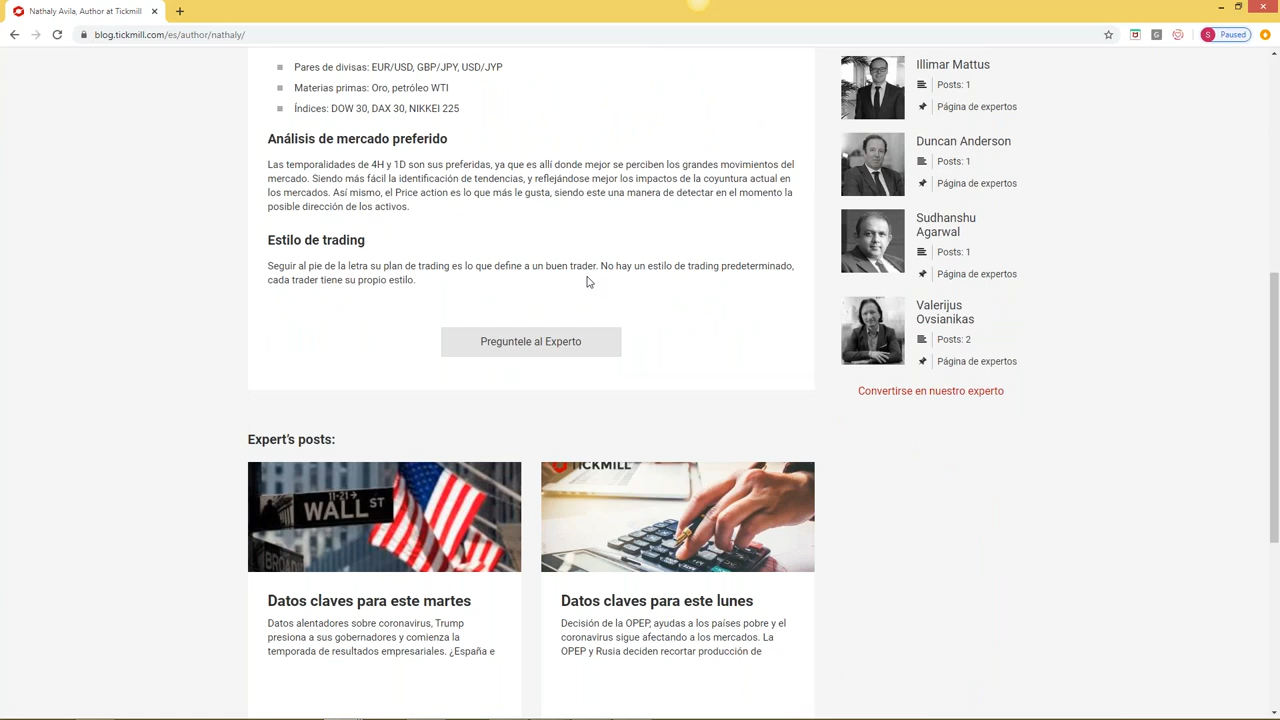 Nathaly Avila, Author at Tickmill
blog.tickmill.com/es/author/nathaly/
S
Paused
Pares de divisas: EUR/USD, GBP/JPY, USD/JYP
Materias primas: Oro, petróleo WTI
Índices: DOW 30, DAX 30, NIKKEI 225
Análisis de mercado preferido
Las temporalidades de 4H y 1D son sus preferidas, ya que es allí donde mejor se perciben los grandes movimientos del
mercado. Siendo más fácil la identificación de tendencias, y reflejándose mejor los impactos de la coyuntura actual en
los mercados. Así mismo, el Price action es lo que más le gusta, siendo este una manera de detectar en el momento la
posible dirección de los activos.
Estilo de trading
Seguir al pie de la letra su plan de trading es lo que define a un buen trader. No hay un estilo de trading predeterminado,
cada trader tiene su propio estilo.
Preguntele al Experto
Illimar Mattus
Posts: 1
Página de expertos
Duncan Anderson
Posts: 1
Página de expertos
Sudhanshu
Agarwal
Posts: 1
Página de expertos
Valerijus
Ovsianikas
Posts: 2
Página de expertos
Convertirse en nuestro experto
Expert's posts:
11-21
WALL ST
BROAD
TICKMILL
Datos claves para este martes
Datos alentadores sobre coronavirus, Trump
presiona a sus gobernadores y comienza la
temporada de resultados empresariales. ¿España e
Datos claves para este lunes
Decisión de la OPEP, ayudas a los países pobre y el
coronavirus sigue afectando a los mercados. La
OPEP y Rusia deciden recortar producción de